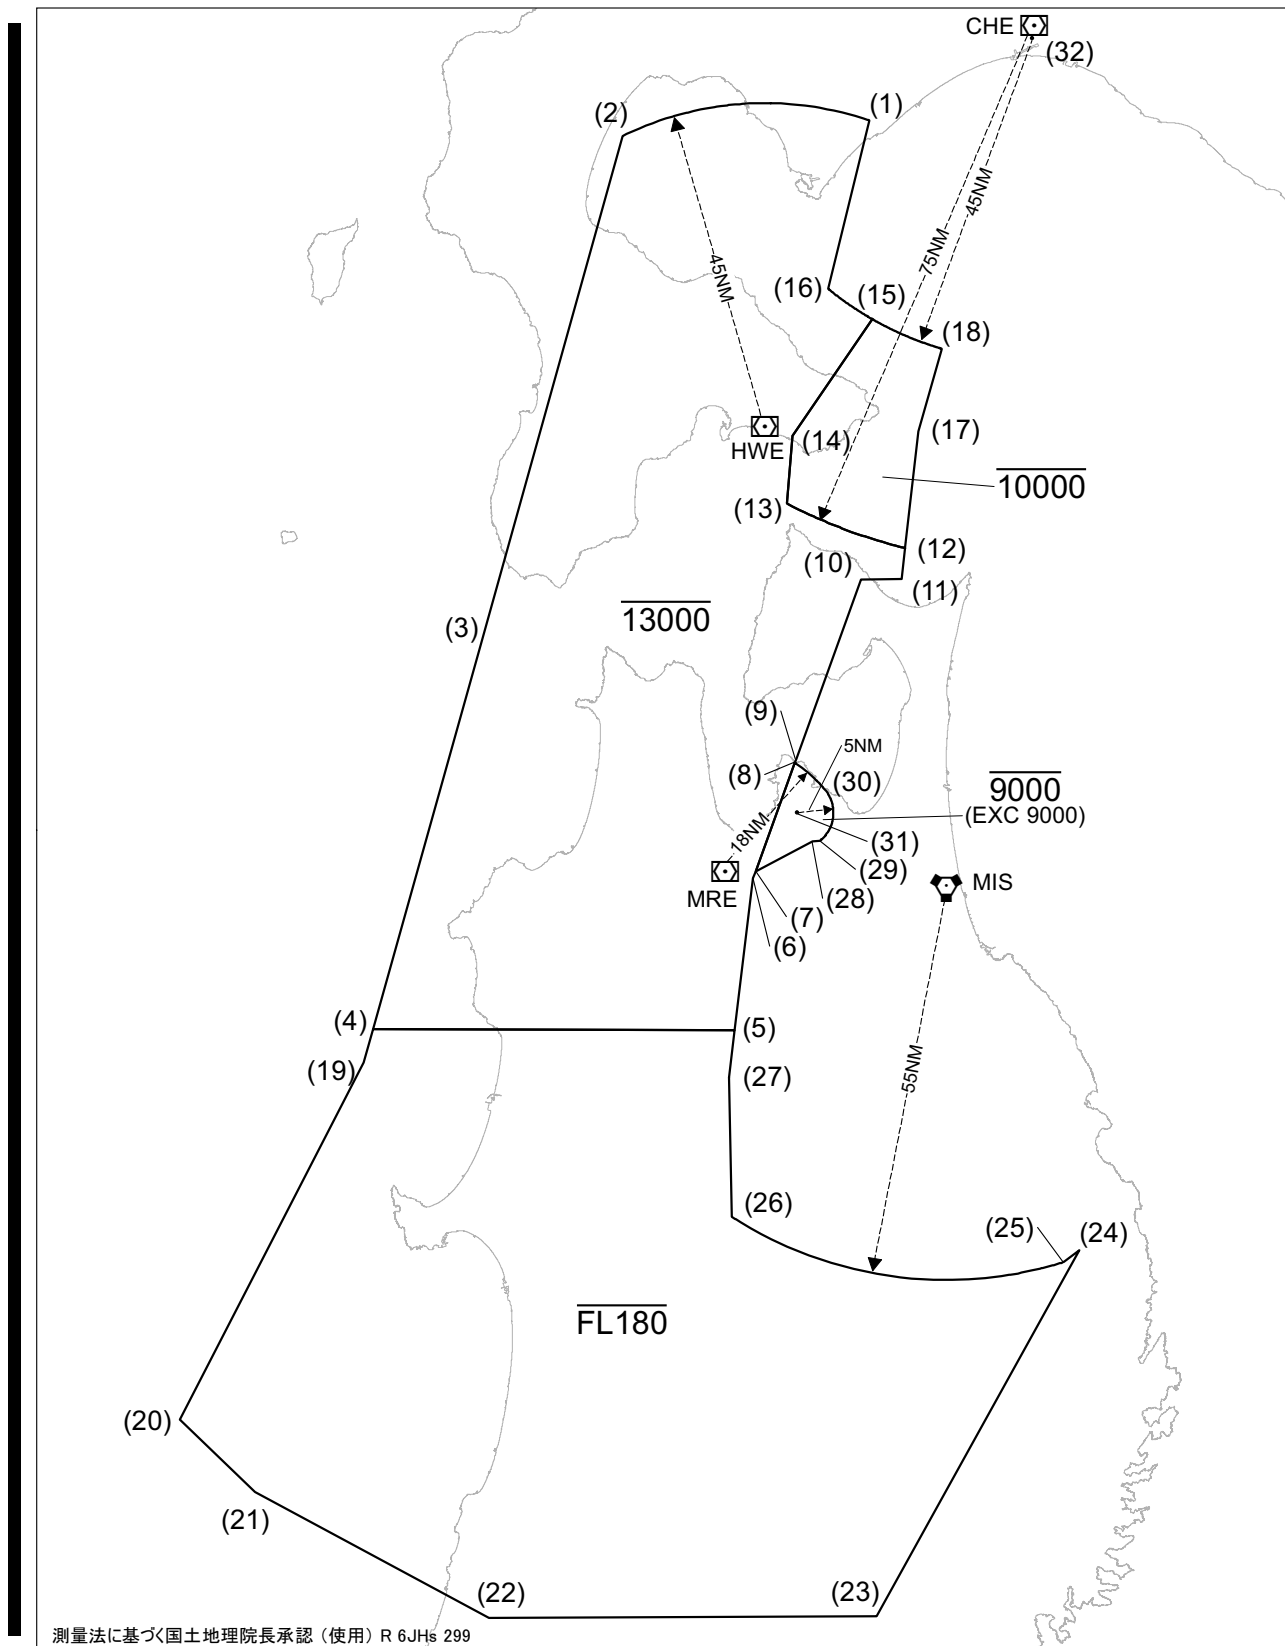 CHE
(32)
(1)
(2)
45NM
75NM
45NM
(16)
(15)
(18)
(17)
HWE
(14)
10000
(13)
(12)
(10)
(11)
13000
(3)
(9)
5NM
(8)
(30)
9000
(EXC 9000)
18NM
(31)
(29)
MRE
(28)
MIS
(7)
(6)
(4)
(5)
(19)
(27)
55NM
(26)
(25)
(24)
FL180
(20)
(21)
(22)
(23)
測量法に基づく国土地理院長承認（使用）R 6JHs 299